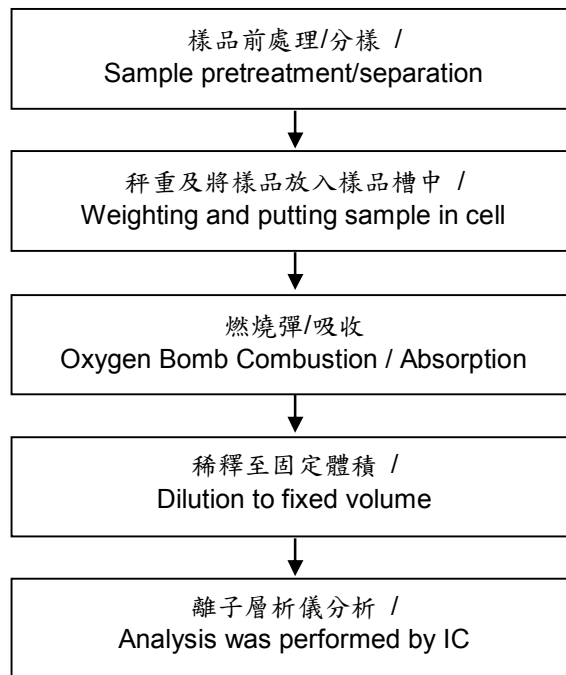 樣品前處理/分樣 /
Sample pretreatment/separation
秤重及將樣品放入樣品槽中 /
Weighting and putting sample in cell
燃燒彈/吸收
Oxygen Bomb Combustion / Absorption
稀釋至固定體積 /
Dilution to fixed volume
離子層析儀分析 /
Analysis was performed by IC